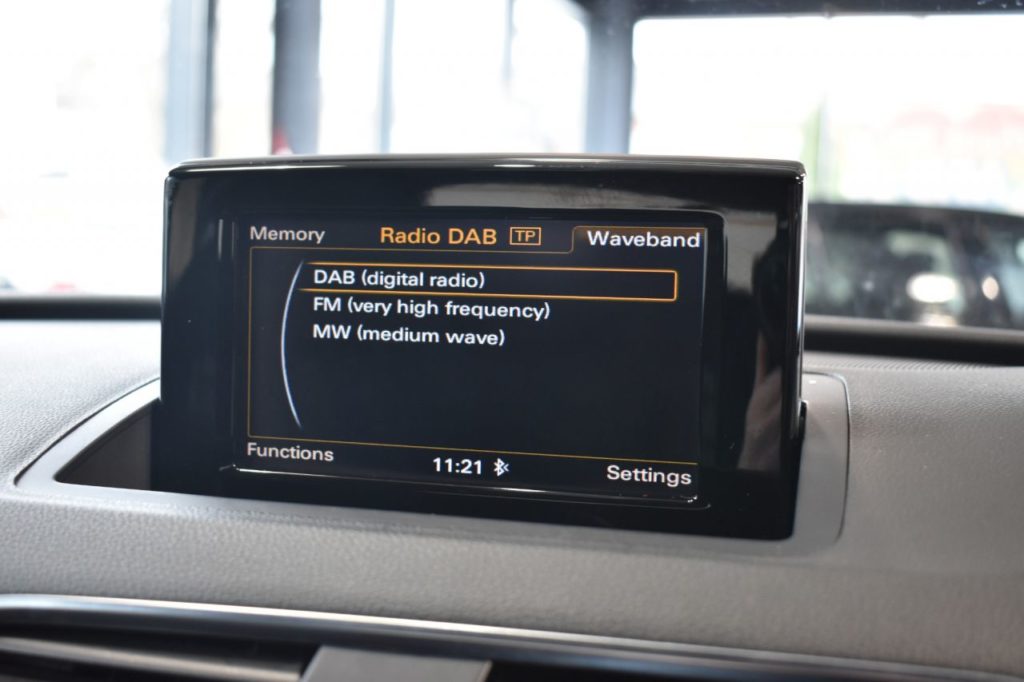 Memory Radio DAB TP Waveband
DAB (digital radio)
FM (very high frequency)
MW (medium wave)
Functions 11:21 Settings